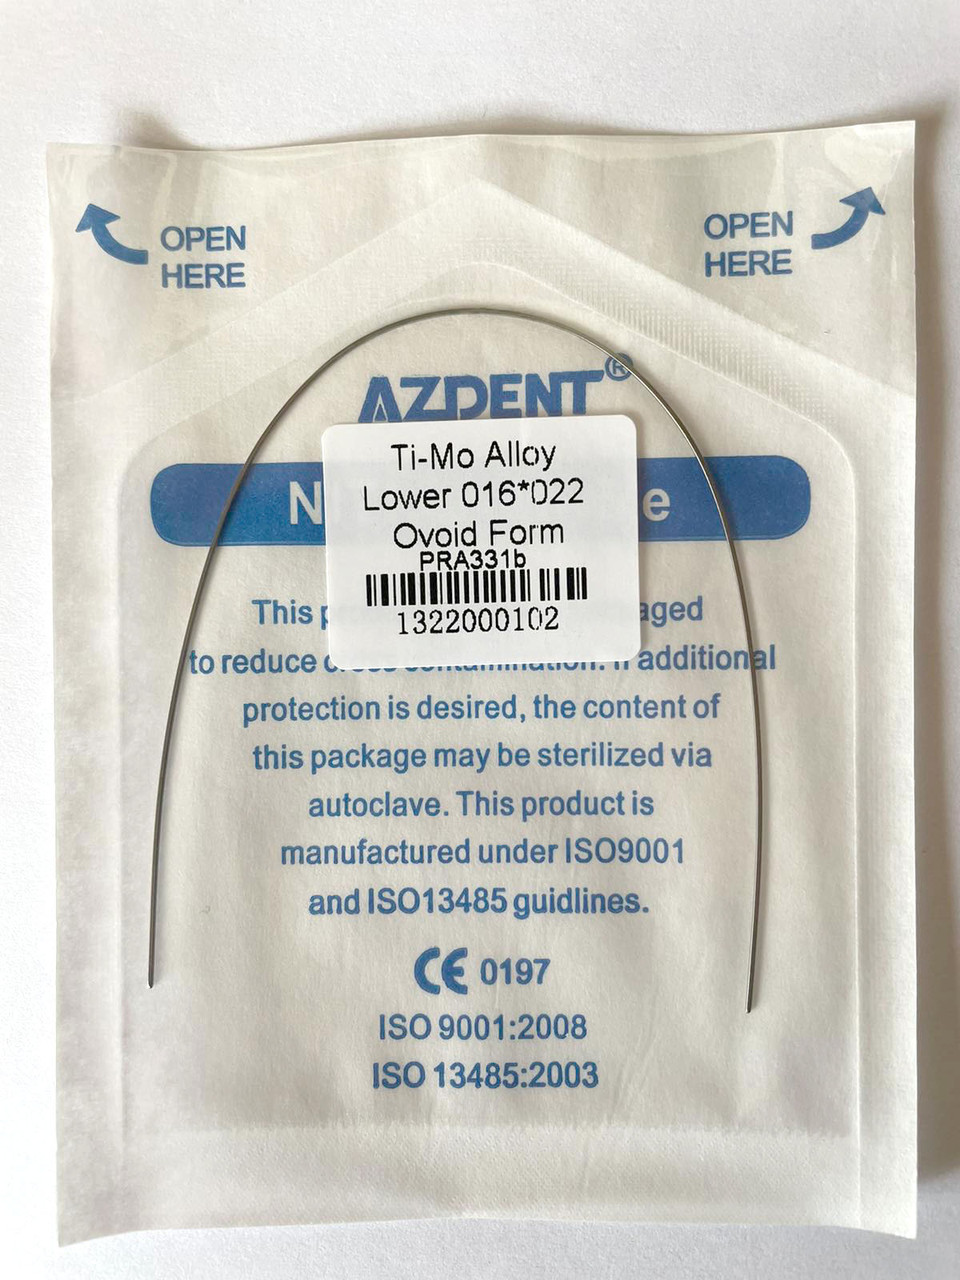 OPEN
HERE
OPEN
HERE
AZDENT®
Ti-Mo Alloy
Lower 016*022
Ovoid Form
PRA331b
1322000102
This
to reduce additional
protection is desired, the content of
this package may be sterilized via
autoclave. This product is
manufactured under ISO9001
and ISO13485 guidlines.
CE 0197
ISO 9001:2008
ISO 13485:2003